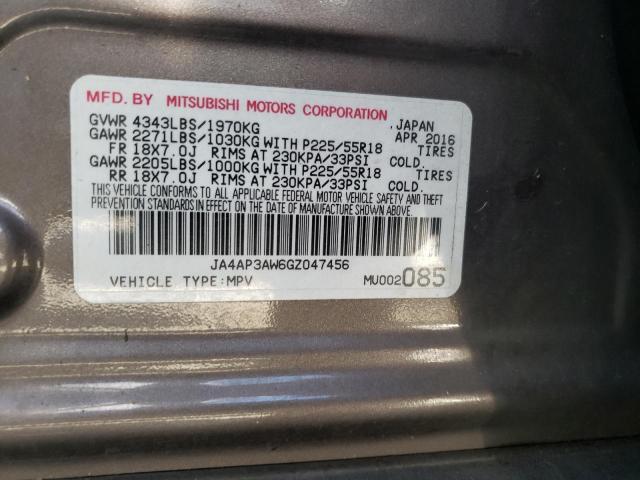 MFD. BY MITSUBISHI MOTORS CORPORATION
GVWR 4343LBS/1970KG , JAPAN
GAWR 2271LBS/1030KG WITH P225/55R18 APR 2016 TIRES
FR 18X7.0J RIMS AT 230KPA/33PSI COLD.
GAWR 2205LBS/1000KG WITH P225/55R18 TIRES
RR 18X7.0J RIMS AT 230KPA/33PSI COLD.
THIS VEHICLE CONFORMS TO ALL APPLICABLE FEDERAL MOTOR VEHICLE SAFETY AND THEFT
PREVENTION STANDARDS IN EFFECT ON THE DATE OF MANUFACTURE SHOWN ABOVE.
JA4AP3AW6GZ047456
VEHICLE TYPE:MPV MU002085